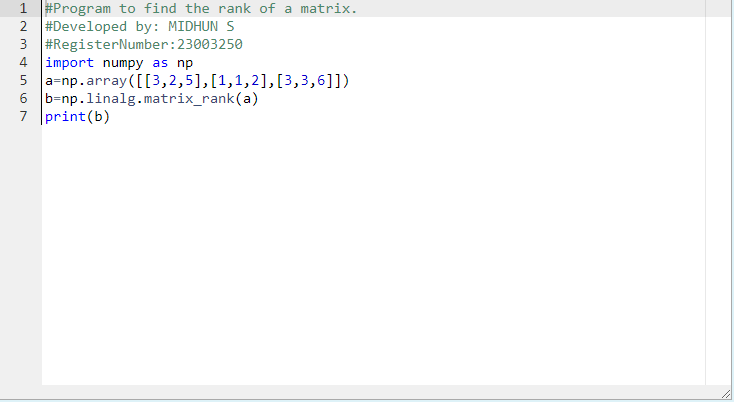 1 #Program to find the rank of a matrix.
2 #Developed by: MIDHUN S
3 #RegisterNumber:23003250
4 import numpy as np
5 a=np.array([[3,2,5],[1,1,2],[3,3,6]])
6 b=np.linalg.matrix_rank(a)
7 print(b)